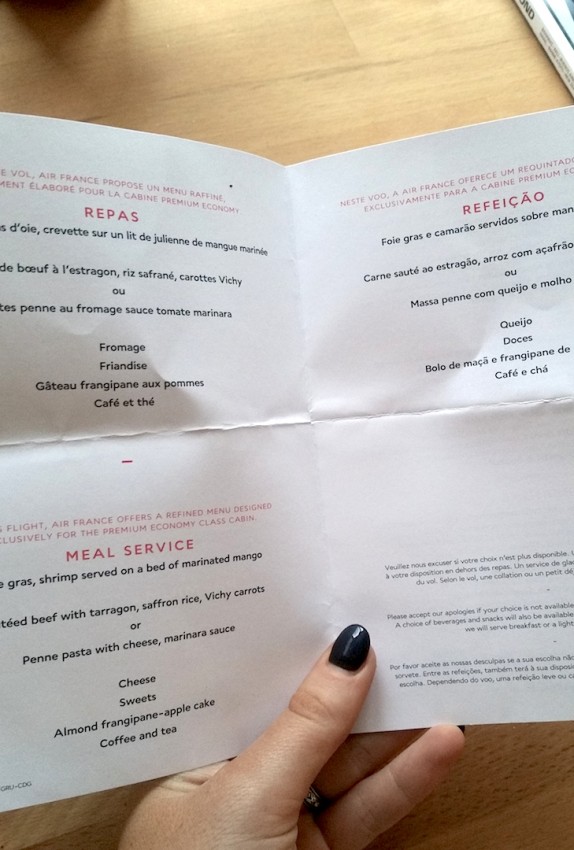 OND
VOL, AIR FRANCE PROPOSE UN MENU RAFFINÉ,
ÉLABORÉ POUR LA CABINE PREMIUM ECONOMY
REPAS
d'oie, crevette sur un lit de julienne de mangue marinée
de bœuf à l'estragon, riz safrané, carottes Vichy
ou
penne au fromage sauce tomate marinara
Fromage
Friandise
Gâteau frangipane aux pommes
Café et thé
NESTE VOO, A AIR FRANCE OFERECE UM
EXCLUSIVAMENTE PARA A CABINE PREMIUM
REFEIÇÃO
Foie gras e camarão servidos sobre
Carne sauté ao estragão, arroz com açafrão
ou
Massa penne com queijo e molho
Queijo
Doces
Bolo de maçã e frangipane de
Café e chá
FLIGHT, AIR FRANCE OFFERS A REFINED MENU DESIGNED
FOR THE PREMIUM ECONOMY CLASS CABIN.
MEAL SERVICE
gras, shrimp served on a bed of marinated mango
beef with tarragon, saffron rice, Vichy carrots
or
Penne pasta with cheese, marinara sauce
Cheese
Sweets
Almond frangipane-apple cake
Coffee and tea
GRU-CDG
Veuillez nous excuser si votre choix n'est plus disponible.
à votre disposition en dehors des repas. Un service de
du vol. Selon le vol, une collation ou un petit
Please accept our apologies if your choice is not available
A choice of beverages and snacks will also be available
we will serve breakfast or a light
Por favor aceite as nossas desculpas se a sua escolha
sorvete. Entre as refeições, também terá à sua
escolha. Dependendo do voo, uma refeição leve ou